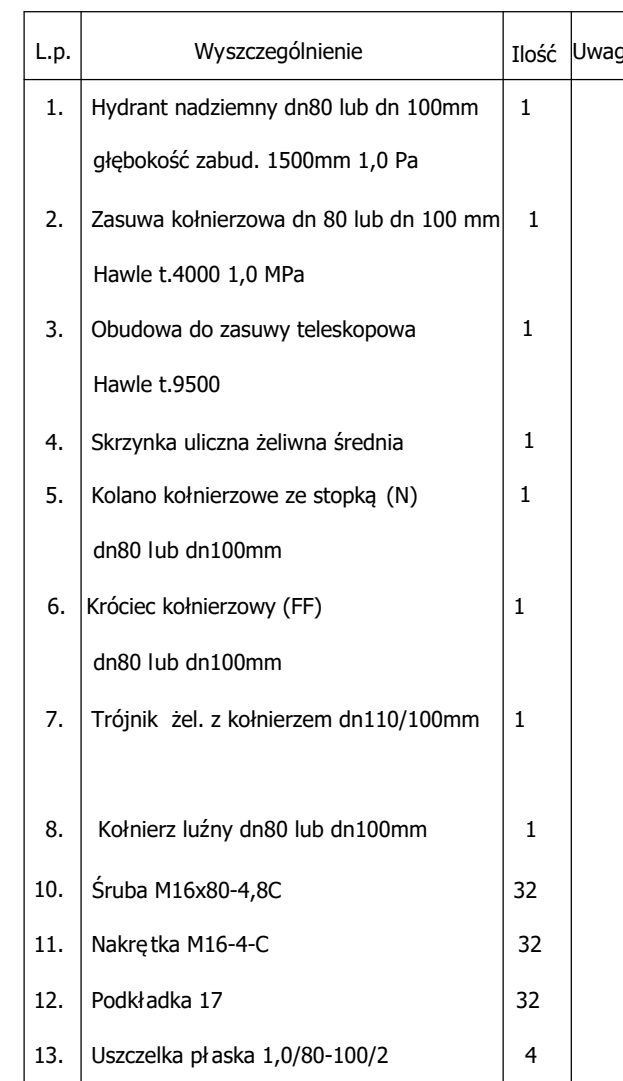 L.p. Wyszczególnienie Ilość Uwag
1. Hydrant nadziemny dn80 lub dn 100mm 1
głębokość zabud. 1500mm 1,0 Pa
2. Zasuwa kołnierzowa dn 80 lub dn 100 mm 1
Hawle t.4000 1,0 MPa
3. Obudowa do zasuwy teleskopowa 1
Hawle t.9500
4. Skrzynka uliczna żeliwna średnia 1
5. Kolano kołnierzowe ze stopką (N) 1
dn80 lub dn100mm
6. Króciec kołnierzowy (FF) 1
dn80 lub dn100mm
7. Trójnik żel. z kołnierzem dn110/100mm 1
8. Kołnierz luźny dn80 lub dn100mm 1
10. Śruba M16x80-4,8C 32
11. Nakrętka M16-4-C 32
12. Podkładka 17 32
13. Uszczelka płaska 1,0/80-100/2 4